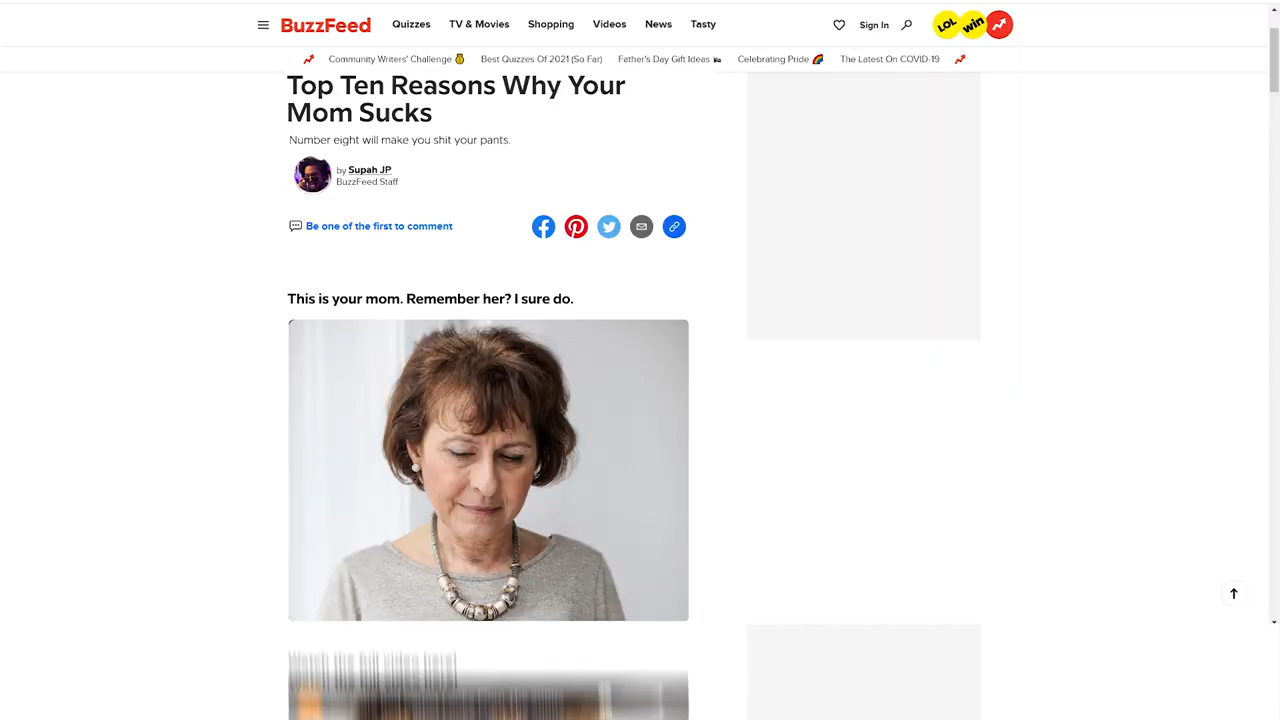 BuzzFeed Quizzes TV & Movies Shopping Videos News Tasty Sign In LOL win
Community Writers' Challenge Best Quizzes Of 2021 (So Far) Father's Day Gift Ideas Celebrating Pride The Latest On COVID-19
Top Ten Reasons Why Your
Mom Sucks
Number eight will make you shit your pants.
by Supah JP
BuzzFeed Staff
Be one of the first to comment
This is your mom. Remember her? I sure do.